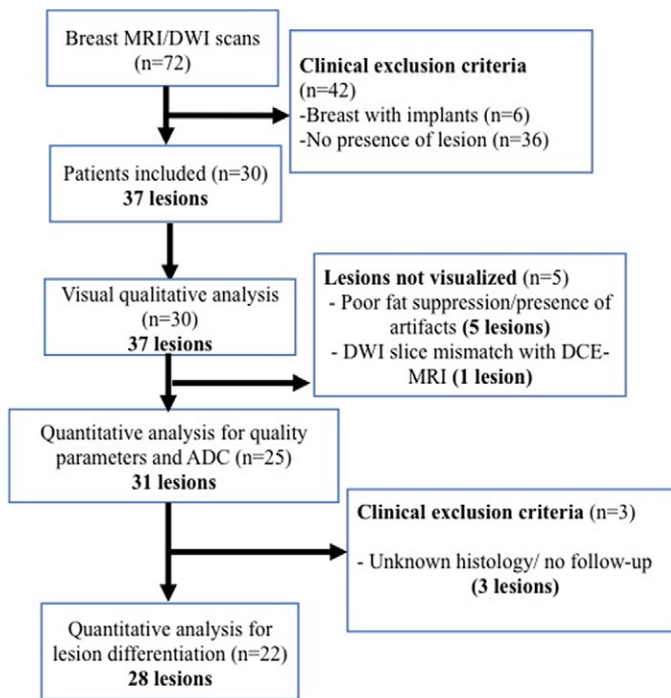 Breast MRI/DWI scans
(n=72)
Clinical exclusion criteria
(n=42)
-Breast with implants (n=6)
-No presence of lesion (n=36)
Patients included (n=30)
37 lesions
Visual qualitative analysis
(n=30)
37 lesions
Lesions not visualized (n=5)
- Poor fat suppression/presence of
artifacts (5 lesions)
- DWI slice mismatch with DCE-
MRI (1 lesion)
Quantitative analysis for quality
parameters and ADC (n=25)
31 lesions
Clinical exclusion criteria (n=3)
- Unknown histology/ no follow-up
(3 lesions)
Quantitative analysis for
lesion differentiation (n=22)
28 lesions